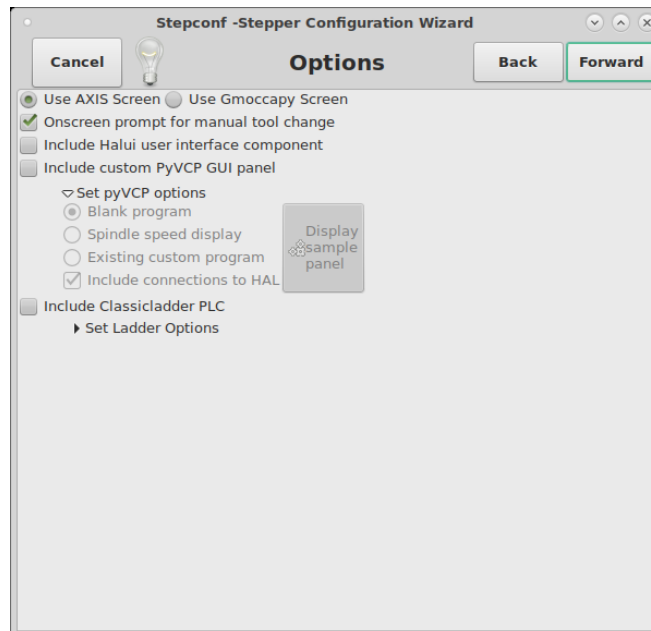 Stepconf -Stepper Configuration Wizard
Cancel
Options
Back
Forward
Use AXIS Screen Use Gmoccapy Screen
Onscreen prompt for manual tool change
Include Halui user interface component
Include custom PyVCP GUI panel
Set pyVCP options
Blank program
Spindle speed display
Existing custom program
Include connections to HAL
Display
sample
panel
Include Classicladder PLC
Set Ladder Options